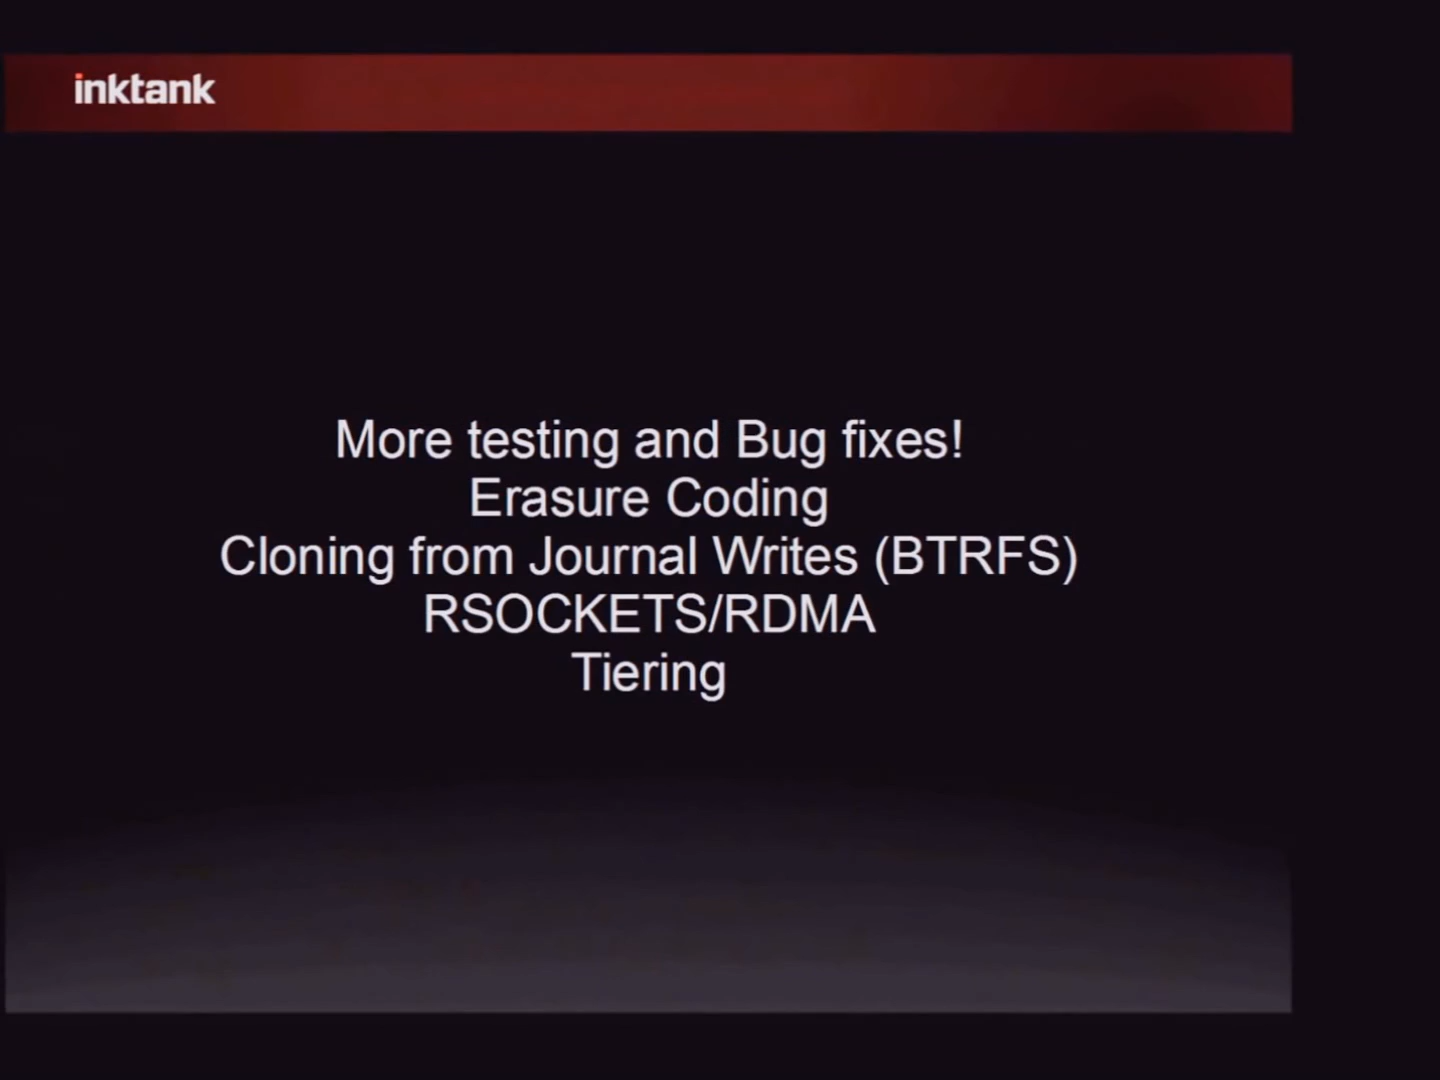 inktank
More testing and Bug fixes!
Erasure Coding
Cloning from Journal Writes (BTRFS)
RSOCKETS/RDMA
Tiering